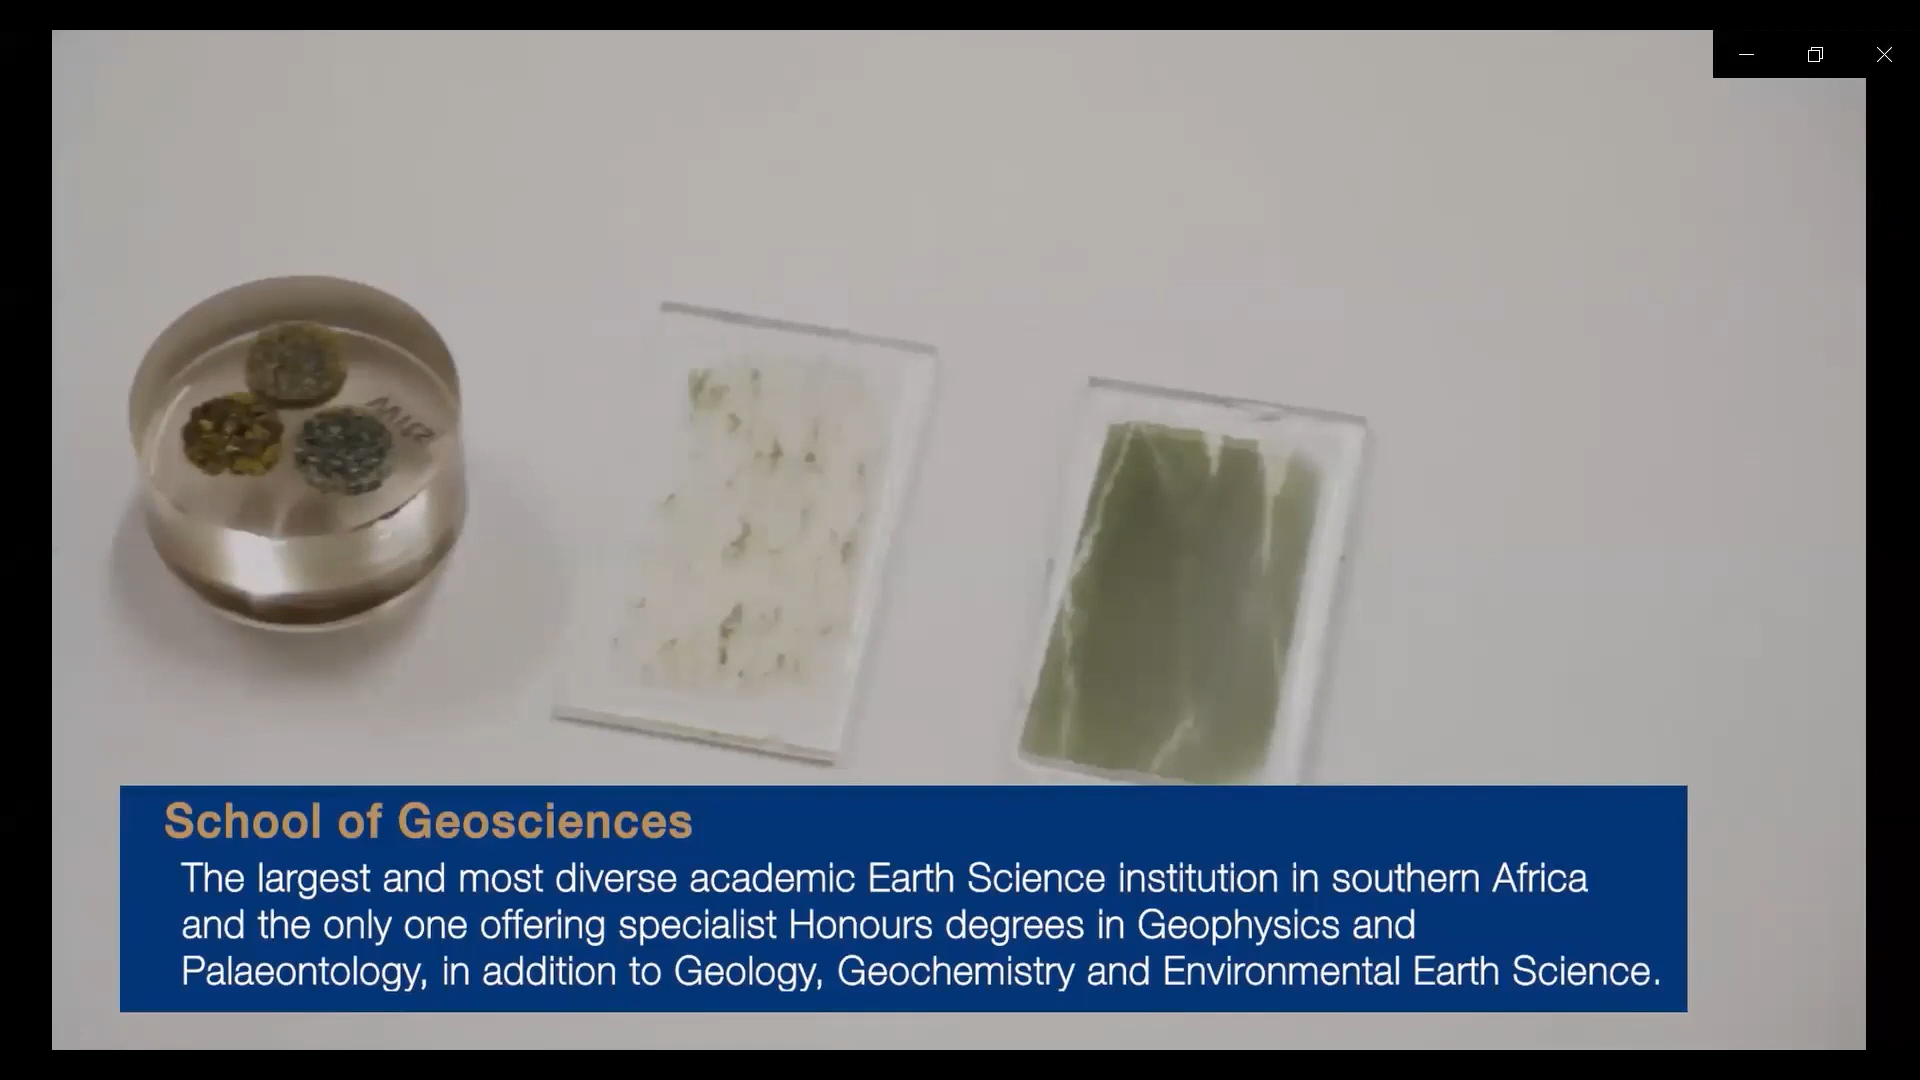 School of Geosciences
The largest and most diverse academic Earth Science institution in southern Africa
and the only one offering specialist Honours degrees in Geophysics and
Palaeontology, in addition to Geology, Geochemistry and Environmental Earth Science.